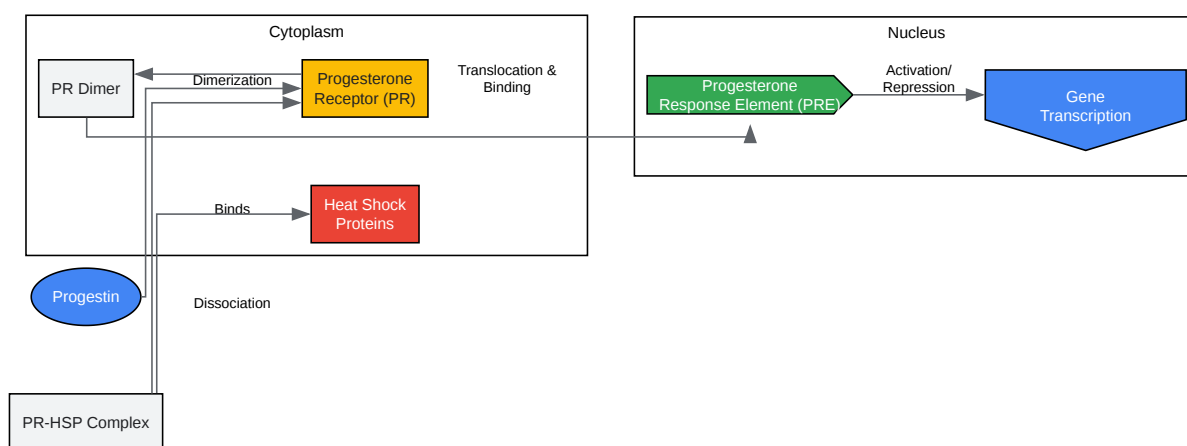 Cytoplasm
Nucleus
PR Dimer
Dimerization
Progesterone
Receptor (PR)
Translocation &
Binding
Progesterone
Response Element (PRE)
Activation/
Repression
Gene
Transcription
Binds
Heat Shock
Proteins
Progestin
Dissociation
PR-HSP Complex